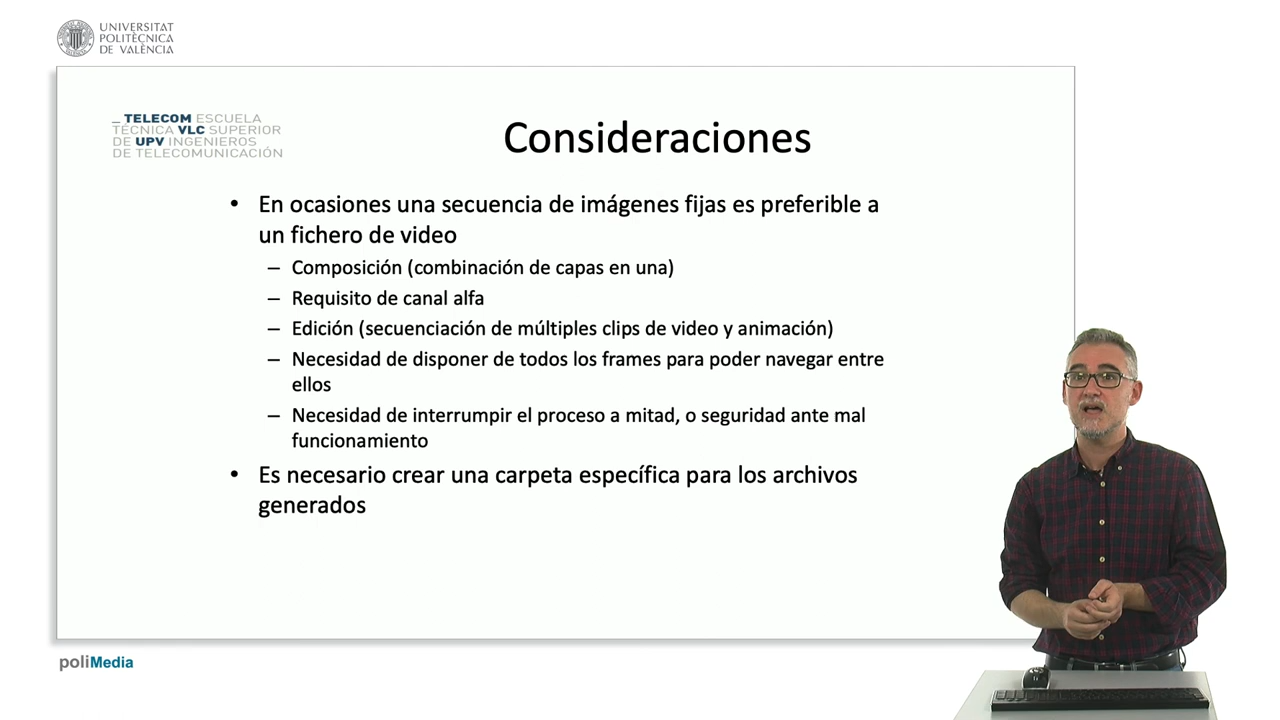 UNIVERSITAT
POLITÈCNICA
DE VALÈNCIA
_ TELECOM ESCUELA
TÉCNICA VLC SUPERIOR
DE UPV INGENIEROS
DE TELECOMUNICACIÓN
Consideraciones
• En ocasiones una secuencia de imágenes fijas es preferible a
un fichero de video
– Composición (combinación de capas en una)
– Requisito de canal alfa
– Edición (secuenciación de múltiples clips de video y animación)
– Necesidad de disponer de todos los frames para poder navegar entre
ellos
– Necesidad de interrumpir el proceso a mitad, o seguridad ante mal
funcionamiento
• Es necesario crear una carpeta específica para los archivos
generados
poliMedia